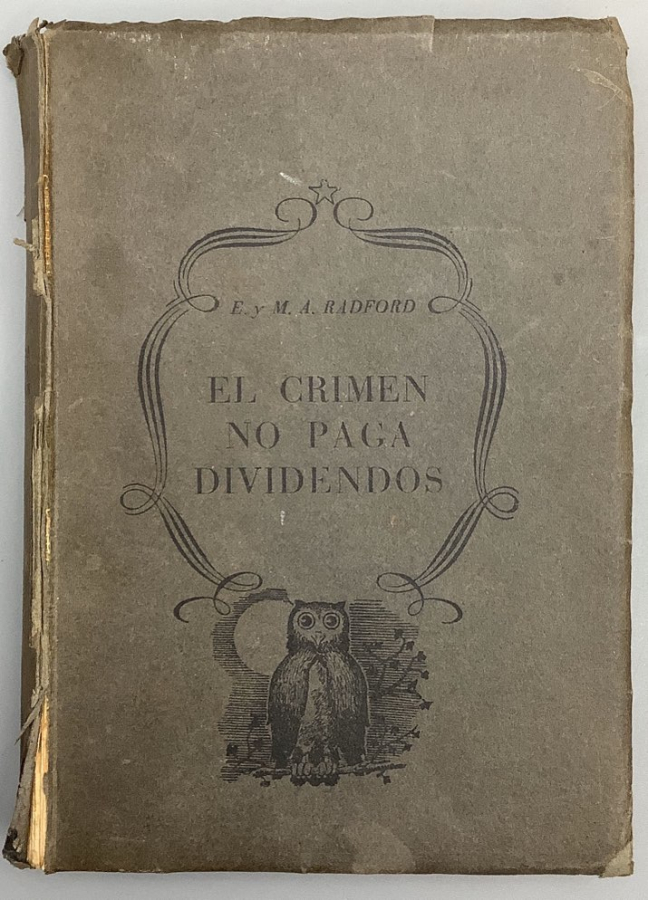 E. y M. A. RADFORD
EL CRIMEN
NO PAGA
DIVIDENDOS